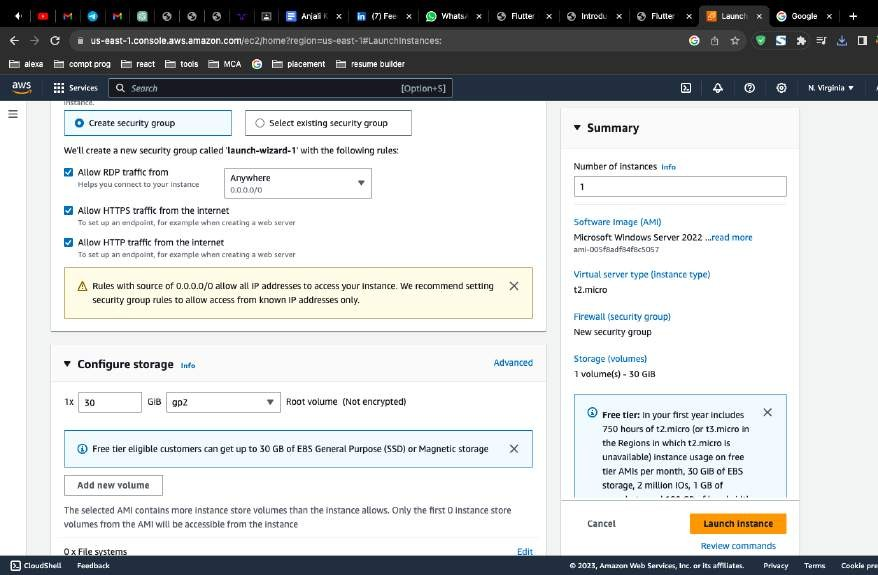 Anjali K
(7) Fee
Whats
Flutter
Introdu
Flutter
Launch
Google
us-east-1.console.aws.amazon.com/ec2/home?region=us-east-1#LaunchInstances:
alexa
compt prog
react
tools
MCA
placement
resume builder
aws
Services
Search
[Option+S]
N. Virginia
instance.
Create security group
Select existing security group
We'll create a new security group called 'launch-wizard-1' with the following rules:
Allow RDP traffic from
Helps you connect to your instance
Anywhere
0.0.0.0/0
Allow HTTPS traffic from the internet
To set up an endpoint, for example when creating a web server
Allow HTTP traffic from the internet
To set up an endpoint, for example when creating a web server
Rules with source of 0.0.0.0/0 allow all IP addresses to access your instance. We recommend setting
security group rules to allow access from known IP addresses only.
Configure storage Info
Advanced
1x 30 GiB gp2 Root volume (Not encrypted)
Free tier eligible customers can get up to 30 GB of EBS General Purpose (SSD) or Magnetic storage
Add new volume
The selected AMI contains more instance store volumes than the instance allows. Only the first 0 instance store
volumes from the AMI will be accessible from the instance
0 x File systems
Edit
Summary
Number of instances Info
1
Software Image (AMI)
Microsoft Windows Server 2022 ...read more
ami-005f8adf84f8c5057
Virtual server type (instance type)
t2.micro
Firewall (security group)
New security group
Storage (volumes)
1 volume(s) - 30 GiB
Free tier: In your first year includes
750 hours of t2.micro (or t3.micro in
the Regions in which t2.micro is
unavailable) instance usage on free
tier AMIs per month, 30 GiB of EBS
storage, 2 million IOs, 1 GB of
Cancel
Launch instance
Review commands
CloudShell
Feedback
© 2023, Amazon Web Services, Inc. or its affiliates.
Privacy
Terms
Cookie pre